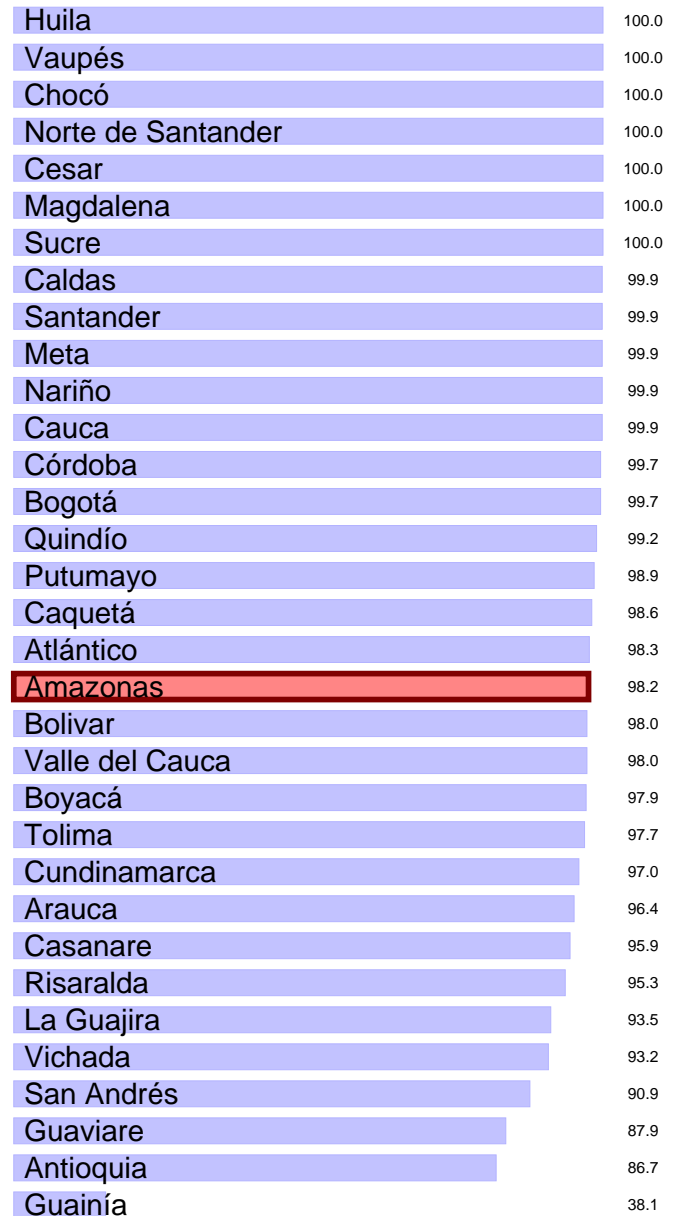 Huila 100.0
Vaupés 100.0
Chocó 100.0
Norte de Santander 100.0
Cesar 100.0
Magdalena 100.0
Sucre 100.0
Caldas 99.9
Santander 99.9
Meta 99.9
Nariño 99.9
Cauca 99.9
Córdoba 99.7
Bogotá 99.7
Quindío 99.2
Putumayo 98.9
Caquetá 98.6
Atlántico 98.3
Amazonas 98.2
Bolivar 98.0
Valle del Cauca 98.0
Boyacá 97.9
Tolima 97.7
Cundinamarca 97.0
Arauca 96.4
Casanare 95.9
Risaralda 95.3
La Guajira 93.5
Vichada 93.2
San Andrés 90.9
Guaviare 87.9
Antioquia 86.7
Guainía 38.1